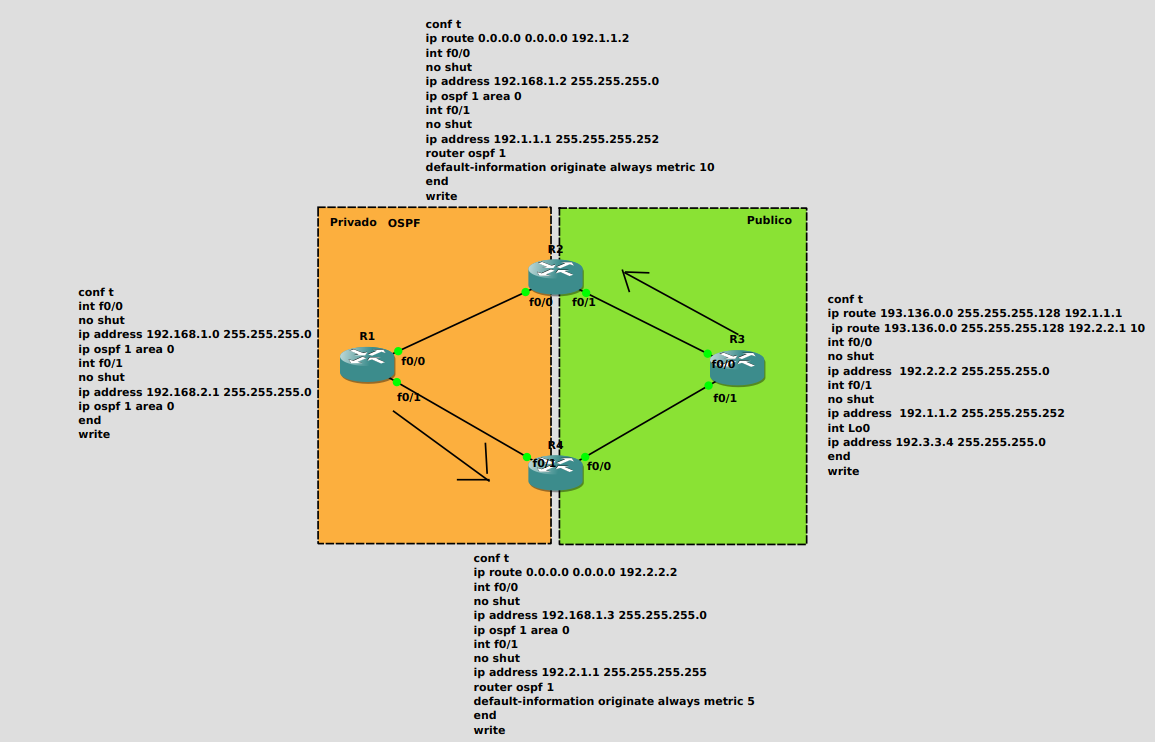 conf t
ip route 0.0.0.0 0.0.0.0 192.1.1.2
int f0/0
no shut
ip address 192.168.1.2 255.255.255.0
ip ospf 1 area 0
int f0/1
no shut
ip address 192.1.1.1 255.255.255.252
router ospf 1
default-information originate always metric 10
end
write
Privado OSPF
Publico
R2
f0/0
f0/1
conf t
int f0/0
no shut
ip address 192.168.1.0 255.255.255.0
ip ospf 1 area 0
int f0/1
no shut
ip address 192.168.2.1 255.255.255.0
ip ospf 1 area 0
end
write
R1
f0/0
f0/1
R3
f0/0
f0/1
conf t
ip route 193.136.0.0 255.255.255.128 192.1.1.1
ip route 193.136.0.0 255.255.255.128 192.2.2.1 10
int f0/0
no shut
ip address  192.2.2.2 255.255.255.0
int f0/1
no shut
ip address  192.1.1.2 255.255.255.252
int Lo0
ip address 192.3.3.4 255.255.255.0
end
write
R4
f0/1
f0/0
conf t
ip route 0.0.0.0 0.0.0.0 192.2.2.2
int f0/0
no shut
ip address 192.168.1.3 255.255.255.0
ip ospf 1 area 0
int f0/1
no shut
ip address 192.2.1.1 255.255.255.255
router ospf 1
default-information originate always metric 5
end
write